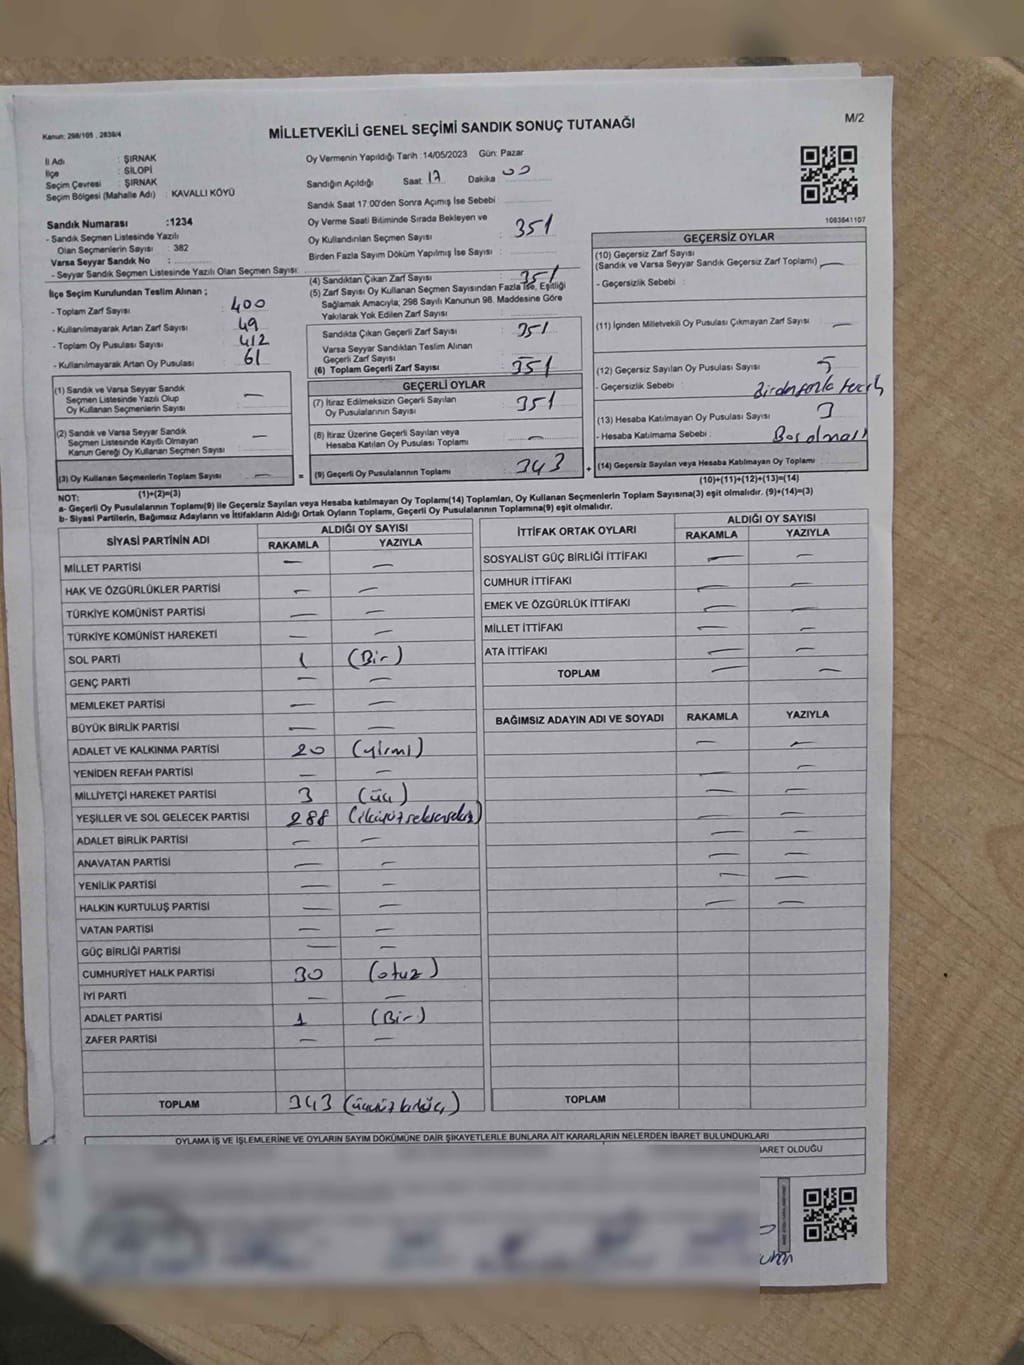 Kanun: 298/105 , 2839/4
MİLLETVEKİLİ GENEL SEÇİMİ SANDIK SONUÇ TUTANAĞI
M/2
İl Adı : ŞIRNAK
İlçe : SİLOPİ
Seçim Çevresi : ŞIRNAK
Seçim Bölgesi (Mahalle Adı) : KAVALLI KÖYÜ
Oy Vermenin Yapıldığı Tarih :14/05/2023 Gün: Pazar
Sandığın Açıldığı Saat 17 Dakika 00
Sandık Saat 17:00'den Sonra Açımış İse Sebebi :
Sandık Numarası :1234
- Sandık Seçmen Listesinde Yazılı
Olan Seçmenlerin Sayısı : 382
Varsa Seyyar Sandık No :
- Seyyar Sandık Seçmen Listesinde Yazılı Olan Seçmen Sayısı:
Oy Verme Saati Bitiminde Sırada Bekleyen ve
Oy Kullandırılan Seçmen Sayısı : 351
Birden Fazla Sayım Döküm Yapılmış İse Sayısı :
1083641107
İlçe Seçim Kurulundan Teslim Alınan ;
- Toplam Zarf Sayısı : 400
- Kullanılmayarak Artan Zarf Sayısı : 49
- Toplam Oy Pusulası Sayısı : 412
- Kullanılmayarak Artan Oy Pusulası : 61
(4) Sandıktan Çıkan Zarf Sayısı : 351
(5) Zarf Sayısı Oy Kullanan Seçmen Sayısından Fazla İse, Eşitliği
Sağlamak Amacıyla; 298 Sayılı Kanunun 98. Maddesine Göre
Yakılarak Yok Edilen Zarf Sayısı :
Sandıkta Çıkan Geçerli Zarf Sayısı : 351
Varsa Seyyar Sandıktan Teslim Alınan
Geçerli Zarf Sayısı
(6) Toplam Geçerli Zarf Sayısı : 351
GEÇERSİZ OYLAR
(10) Geçersiz Zarf Sayısı
(Sandık ve Varsa Seyyar Sandık Geçersiz Zarf Toplamı) —
- Geçersizlik Sebebi :
(11) İçinden Milletvekili Oy Pusulası Çıkmayan Zarf Sayısı —
(12) Geçersiz Sayılan Oy Pusulası Sayısı : 5
- Geçersizlik Sebebi : Birden fazla tercih
(13) Hesaba Katılmayan Oy Pusulası Sayısı : 3
- Hesaba Katılmama Sebebi : Boş olması
(14) Geçersiz Sayılan veya Hesaba Katılmayan Oy Toplamı
(10)+(11)+(12)+(13)=(14)
(1) Sandık ve Varsa Seyyar Sandık
Seçmen Listesinde Yazılı Olup
Oy Kullanan Seçmenlerin Sayısı : —
(2) Sandık ve Varsa Seyyar Sandık
Seçmen Listesinde Kayıtlı Olmayan
Kanun Gereği Oy Kullanan Seçmen Sayısı : —
(3) Oy Kullanan Seçmenlerin Toplam Sayısı : —
(1)+(2)=(3)
GEÇERLİ OYLAR
(7) İtiraz Edilmeksizin Geçerli Sayılan
Oy Pusulalarının Sayısı : 351
(8) İtiraz Üzerine Geçerli Sayılan veya
Hesaba Katılan Oy Pusulası Toplamı : —
= (9) Geçerli Oy Pusulalarının Toplamı : 343 +
NOT:
a- Geçerli Oy Pusulalarının Toplamı(9) ile Geçersiz Sayılan veya Hesaba katılmayan Oy Toplamı(14) Toplamları, Oy Kullanan Seçmenlerin Toplam Sayısına(3) eşit olmalıdır. (9)+(14)=(3)
b- Siyasi Partilerin, Bağımsız Adayların ve İttifakların Aldığı Ortak Oyların Toplamı, Geçerli Oy Pusulalarının Toplamına(9) eşit olmalıdır.
SİYASİ PARTİNİN ADI ALDIĞI OY SAYISI
RAKAMLA YAZIYLA
MİLLET PARTİSİ — —
HAK VE ÖZGÜRLÜKLER PARTİSİ — —
TÜRKİYE KOMÜNİST PARTİSİ — —
TÜRKİYE KOMÜNİST HAREKETİ — —
SOL PARTİ 1 (Bir)
GENÇ PARTİ — —
MEMLEKET PARTİSİ — —
BÜYÜK BİRLİK PARTİSİ — —
ADALET VE KALKINMA PARTİSİ 20 (yirmi)
YENİDEN REFAH PARTİSİ — —
MİLLİYETÇİ HAREKET PARTİSİ 3 (üç)
YEŞİLLER VE SOL GELECEK PARTİSİ 288 (ikiyüzseksensekiz)
ADALET BİRLİK PARTİSİ — —
ANAVATAN PARTİSİ — —
YENİLİK PARTİSİ — —
HALKIN KURTULUŞ PARTİSİ — —
VATAN PARTİSİ — —
GÜÇ BİRLİĞİ PARTİSİ — —
CUMHURİYET HALK PARTİSİ 30 (otuz)
İYİ PARTİ — —
ADALET PARTİSİ 1 (Bir)
ZAFER PARTİSİ — —
TOPLAM 343 (üçyüzkırküç)
İTTİFAK ORTAK OYLARI ALDIĞI OY SAYISI
RAKAMLA YAZIYLA
SOSYALİST GÜÇ BİRLİĞİ İTTİFAKI — —
CUMHUR İTTİFAKI — —
EMEK VE ÖZGÜRLÜK İTTİFAKI — —
MİLLET İTTİFAKI — —
ATA İTTİFAKI — —
TOPLAM — —
BAĞIMSIZ ADAYIN ADI VE SOYADI RAKAMLA YAZIYLA
TOPLAM
OYLAMA İŞ VE İŞLEMLERİNE VE OYLARIN SAYIM DÖKÜMÜNE DAİR ŞİKAYETLERLE BUNLARA AİT KARARLARIN NELERDEN İBARET BULUNDUKLARI
İBARET OLDUĞU